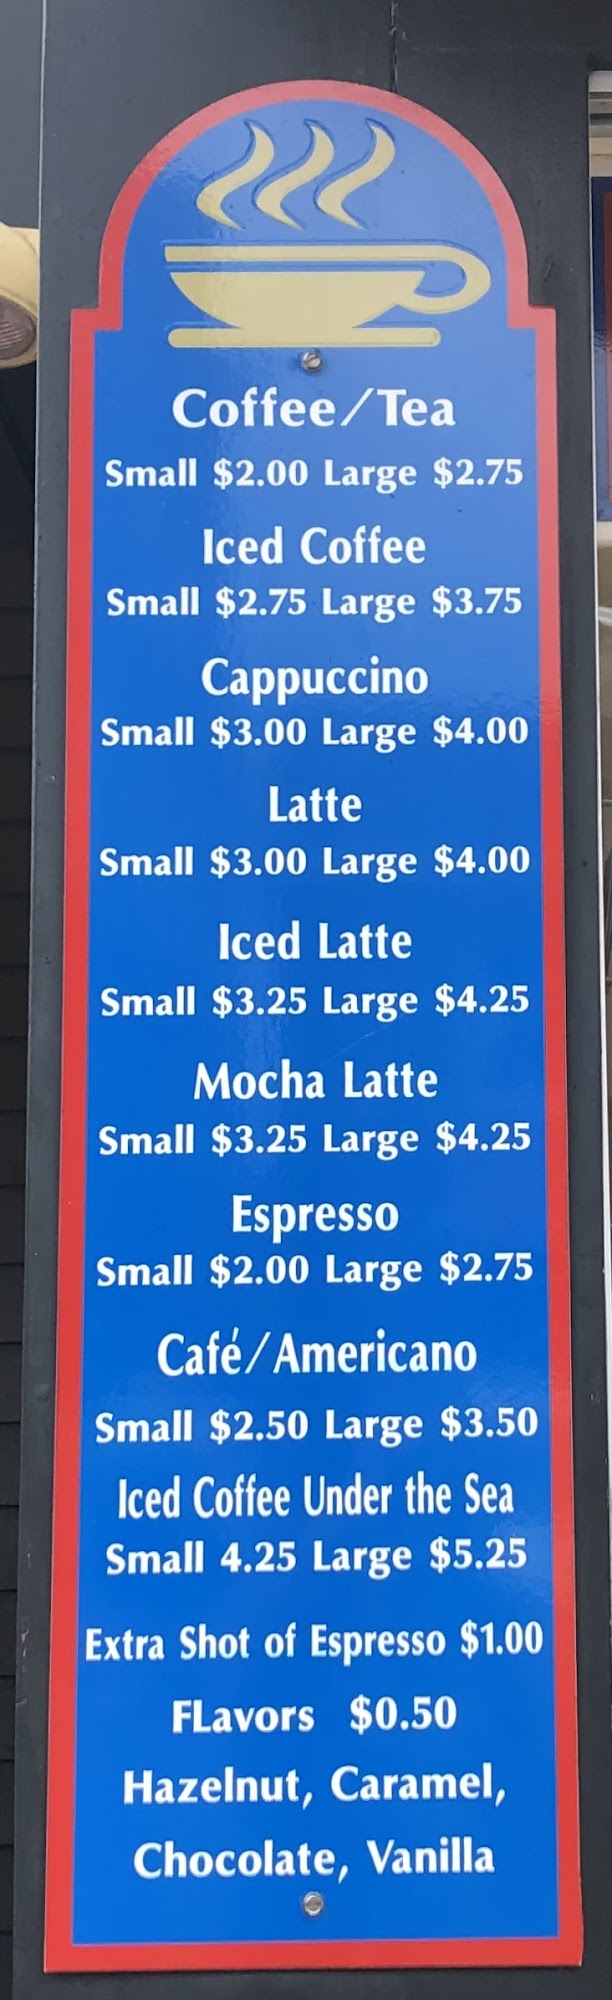 Coffee/Tea
Small $2.00 Large $2.75
Iced Coffee
Small $2.75 Large $3.75
Cappuccino
Small $3.00 Large $4.00
Latte
Small $3.00 Large $4.00
Iced Latte
Small $3.25 Large $4.25
Mocha Latte
Small $3.25 Large $4.25
Espresso
Small $2.00 Large $2.75
Café/Americano
Small $2.50 Large $3.50
Iced Coffee Under the Sea
Small 4.25 Large $5.25
Extra Shot of Espresso $1.00
FLavors $0.50
Hazelnut, Caramel,
Chocolate, Vanilla